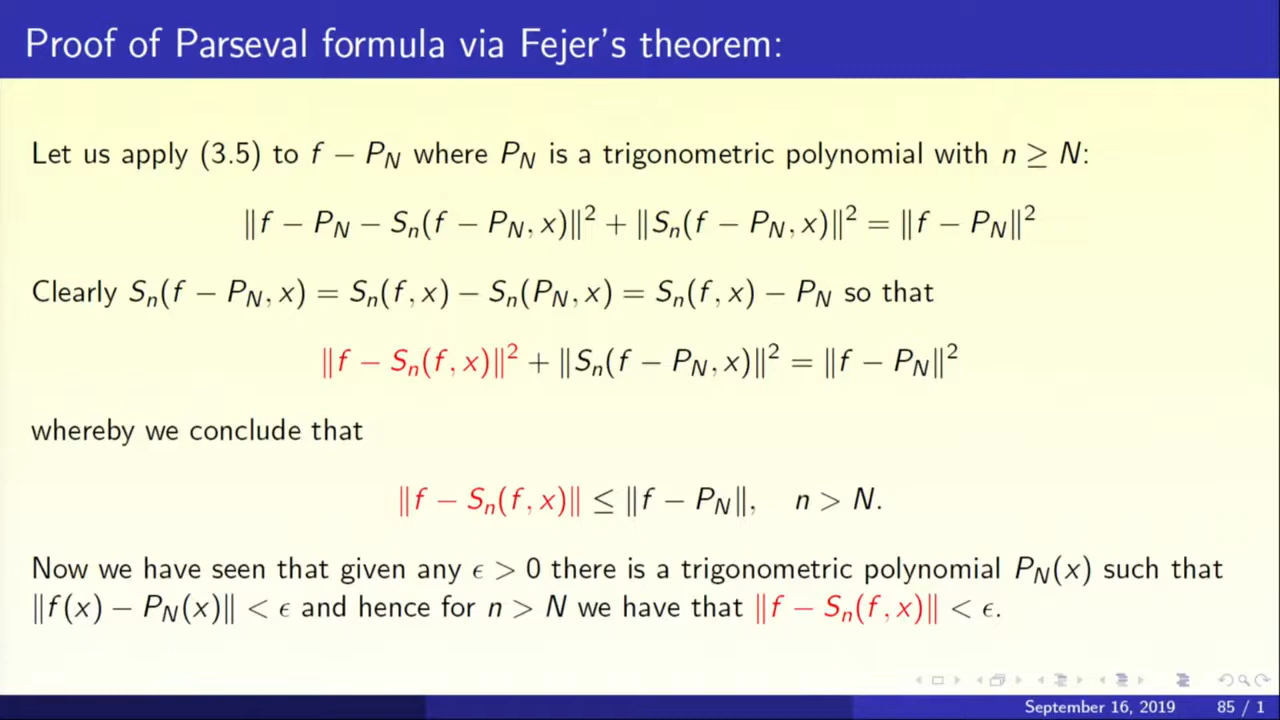 Proof of Parseval formula via Fejer's theorem:
Let us apply (3.5) to f − P_N where P_N is a trigonometric polynomial with n ≥ N:
‖f − P_N − S_n(f − P_N, x)‖² + ‖S_n(f − P_N, x)‖² = ‖f − P_N‖²
Clearly S_n(f − P_N, x) = S_n(f, x) − S_n(P_N, x) = S_n(f, x) − P_N so that
‖f − S_n(f, x)‖² + ‖S_n(f − P_N, x)‖² = ‖f − P_N‖²
whereby we conclude that
‖f − S_n(f, x)‖ ≤ ‖f − P_N‖, n > N.
Now we have seen that given any ϵ > 0 there is a trigonometric polynomial P_N(x) such that
‖f(x) − P_N(x)‖ < ϵ and hence for n > N we have that ‖f − S_n(f, x)‖ < ϵ.
September 16, 2019 85 / 1